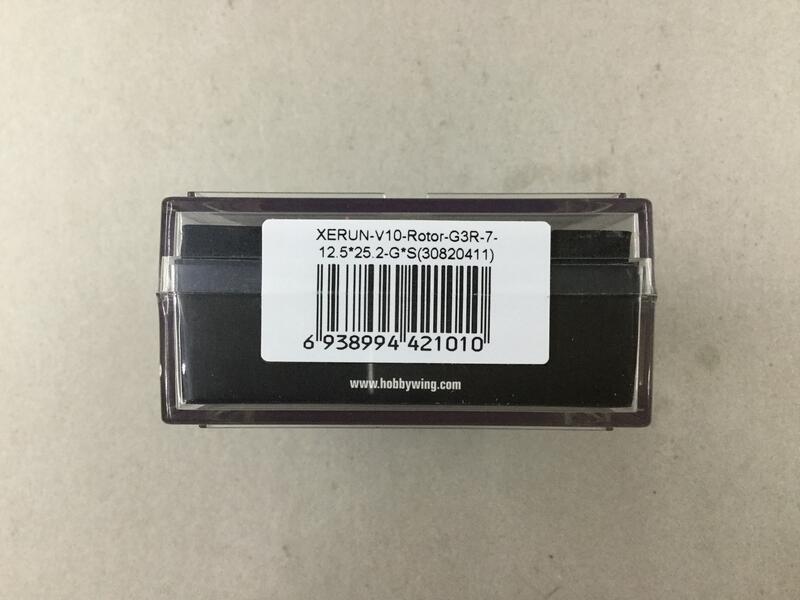 XERUN-V10-Rotor-G3R-7-
12.5*25.2-G*S(30820411)
6 938994 421010
www.hobbywing.com